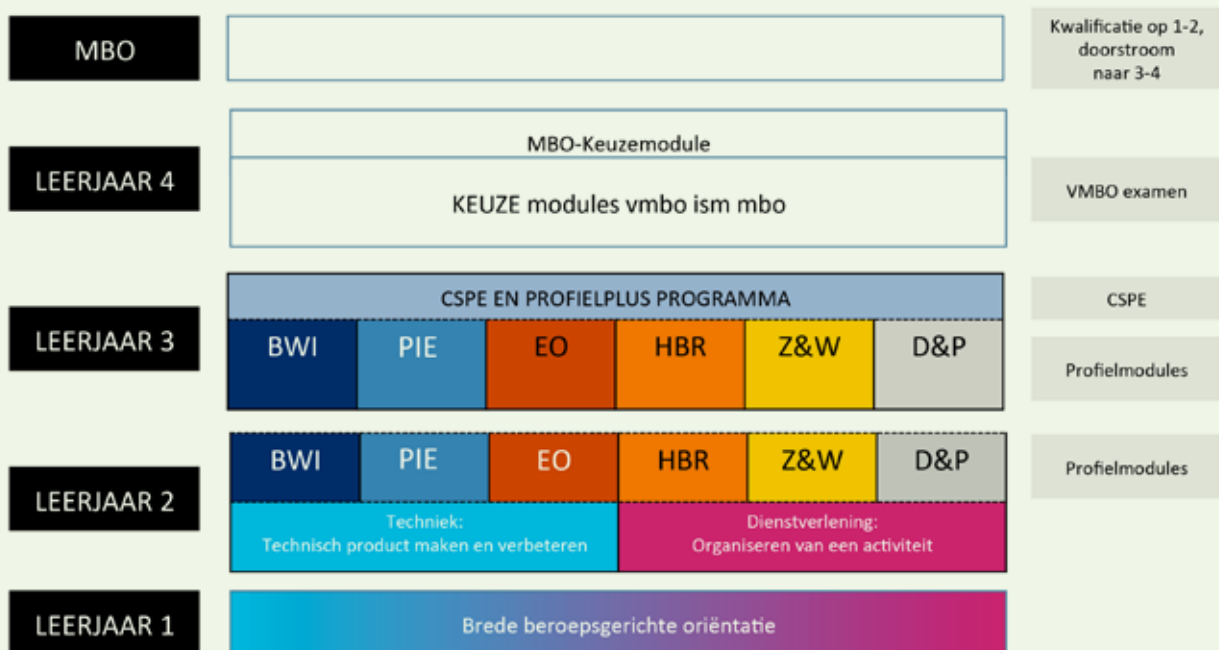 MBO
Kwalificatie op 1-2,
doorstroom
naar 3-4
LEERJAAR 4
MBO-Keuzemodule
KEUZE modules vmbo ism mbo
VMBO examen
LEERJAAR 3
CSPE EN PROFIELPLUS PROGRAMMA
BWI PIE EO HBR Z&W D&P
CSPE
Profielmodules
LEERJAAR 2
BWI PIE EO HBR Z&W D&P
Techniek:
Technisch product maken en verbeteren
Dienstverlening:
Organiseren van een activiteit
Profielmodules
LEERJAAR 1
Brede beroepsgerichte oriëntatie